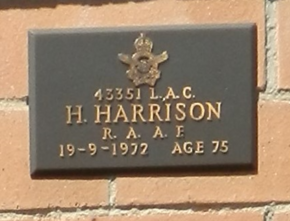 43351 L.A.C.
H. HARRISON
R. A. A. F.
19-9-1972 AGE 75